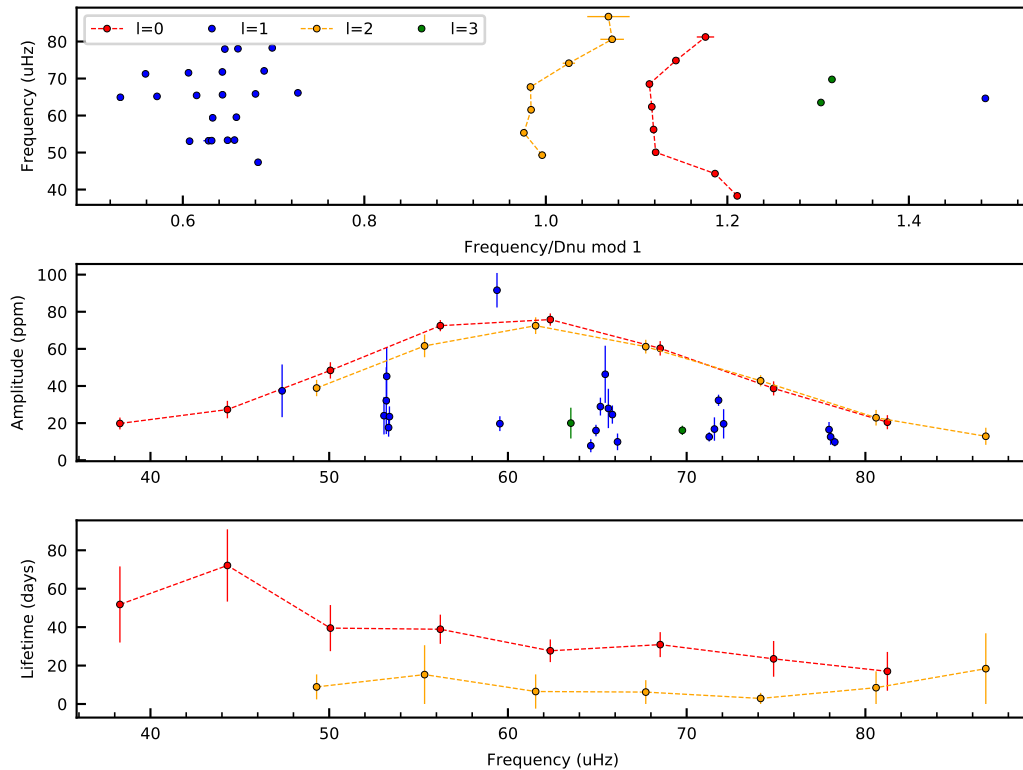 l=0 l=1 l=2 l=3
Frequency (uHz)
80
70
60
50
40
0.6 0.8 1.0 1.2 1.4
Frequency/Dnu mod 1
Amplitude (ppm)
100
80
60
40
20
0
40 50 60 70 80
Lifetime (days)
80
60
40
20
0
40 50 60 70 80
Frequency (uHz)